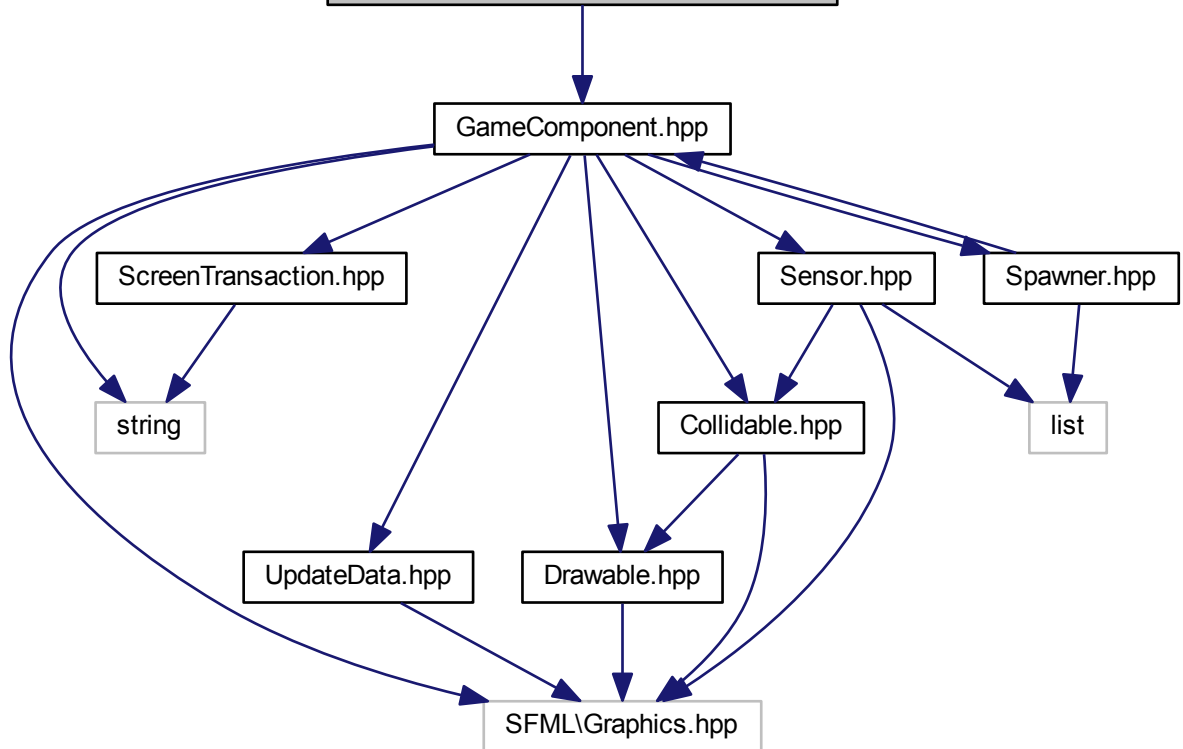 GameComponent.hpp
ScreenTransaction.hpp
Sensor.hpp
Spawner.hpp
string
Collidable.hpp
list
UpdateData.hpp
Drawable.hpp
SFML\Graphics.hpp